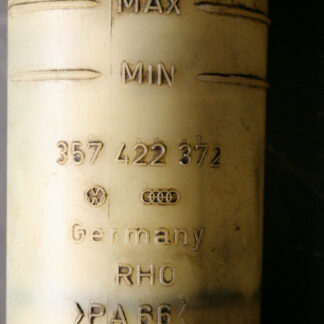 MAX
MIN
357 422 372
Germany
RHO
>PA 66<